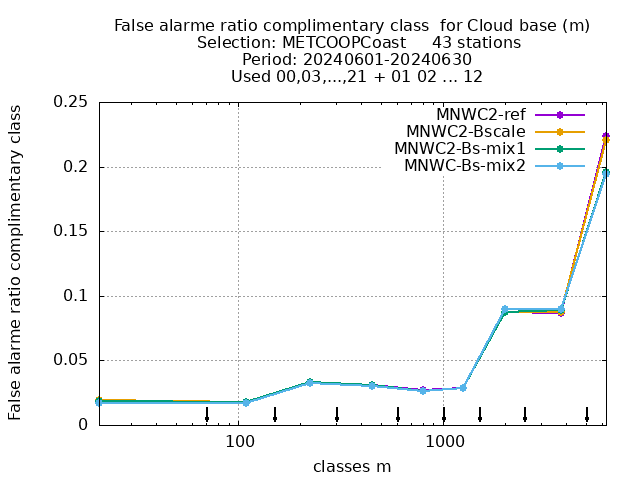 False alarme ratio complimentary class  for Cloud base (m)
Selection: METCOOPCoast     43 stations
Period: 20240601-20240630
Used 00,03,...,21 + 01 02 ... 12
False alarme ratio complimentary class
MNWC2-ref
MNWC2-Bscale
MNWC2-Bs-mix1
MNWC-Bs-mix2
0.25
0.2
0.15
0.1
0.05
0
100 1000
classes m